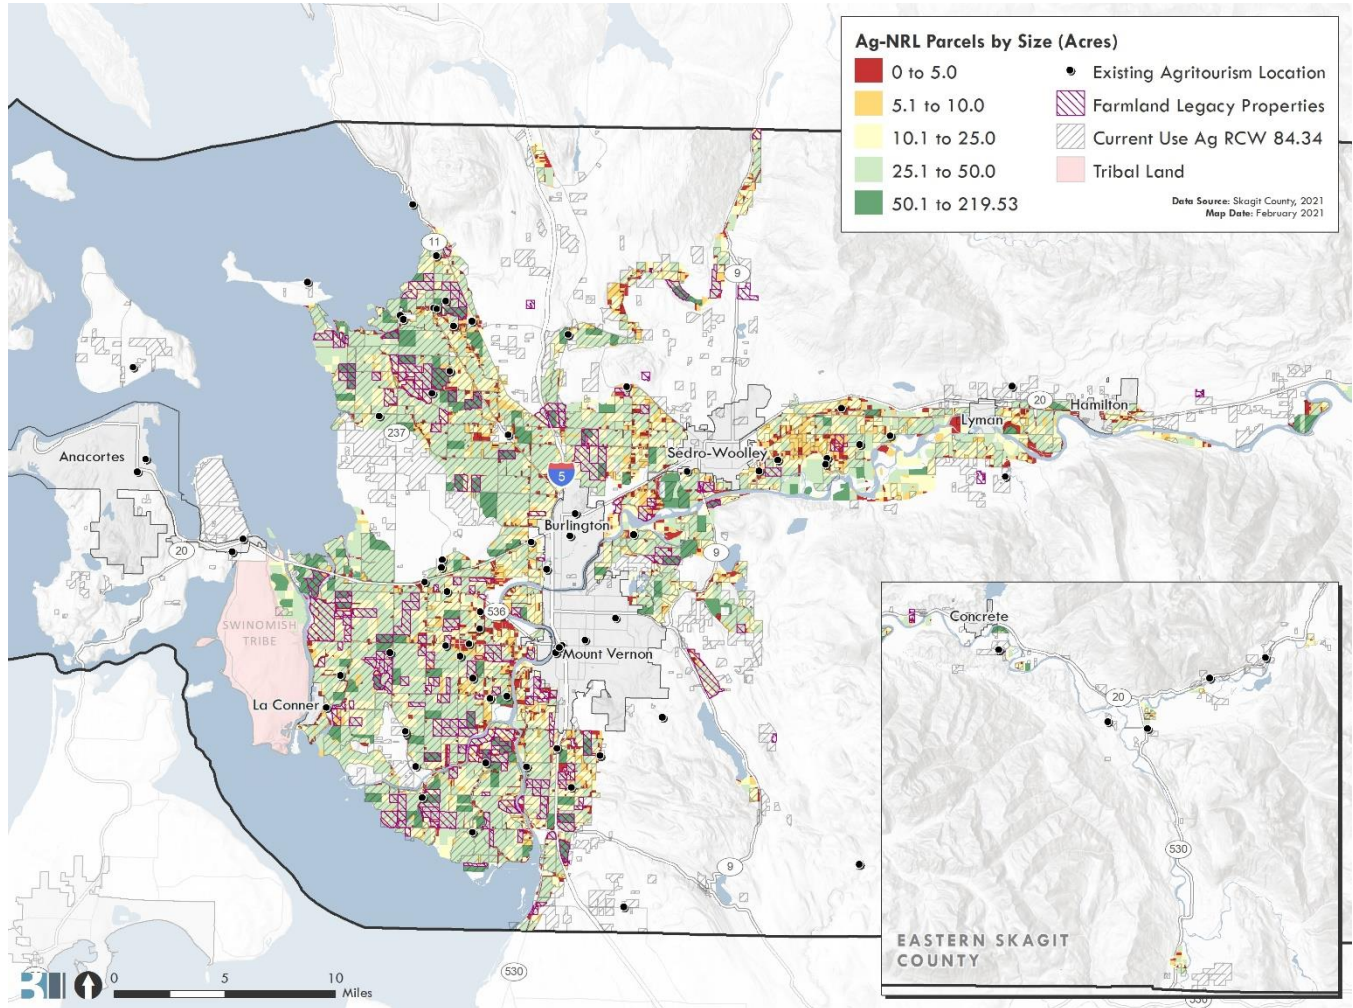 Ag-NRL Parcels by Size (Acres)
0 to 5.0
5.1 to 10.0
10.1 to 25.0
25.1 to 50.0
50.1 to 219.53
Existing Agritourism Location
Farmland Legacy Properties
Current Use Ag RCW 84.34
Tribal Land
Data Source: Skagit County, 2021
Map Date: February 2021
11
9
237
20
Hamilton
Lyman
Anacortes
Sedro-Woolley
5
Burlington
20
9
536
SWINOMISH
TRIBE
Mount Vernon
La Conner
9
530
Concrete
20
530
EASTERN SKAGIT
COUNTY
530
0
5
10
Miles